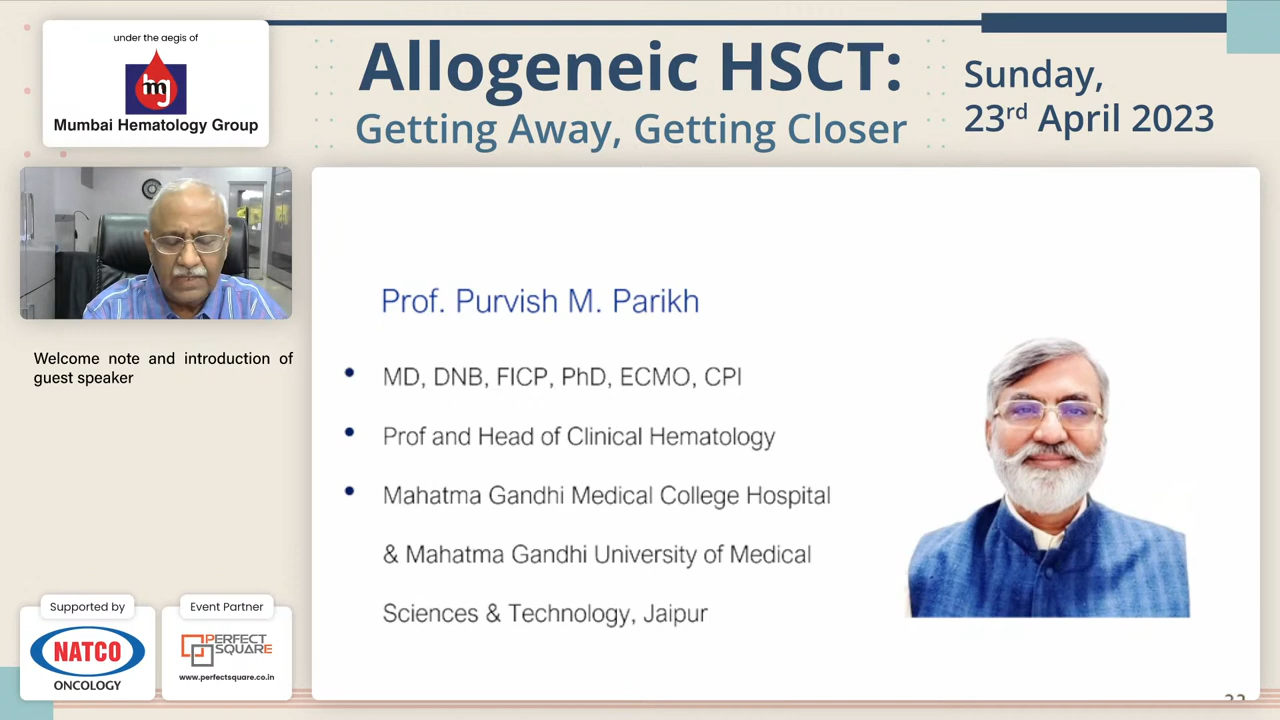 under the aegis of
mg
Mumbai Hematology Group
Allogeneic HSCT:
Getting Away, Getting Closer
Sunday,
23rd April 2023
Welcome note and introduction of
guest speaker
Prof. Purvish M. Parikh
• MD, DNB, FICP, PhD, ECMO, CPI
• Prof and Head of Clinical Hematology
• Mahatma Gandhi Medical College Hospital
& Mahatma Gandhi University of Medical
Sciences & Technology, Jaipur
Supported by
NATCO
ONCOLOGY
Event Partner
PERFECT
SQUARE
www.perfectsquare.co.in